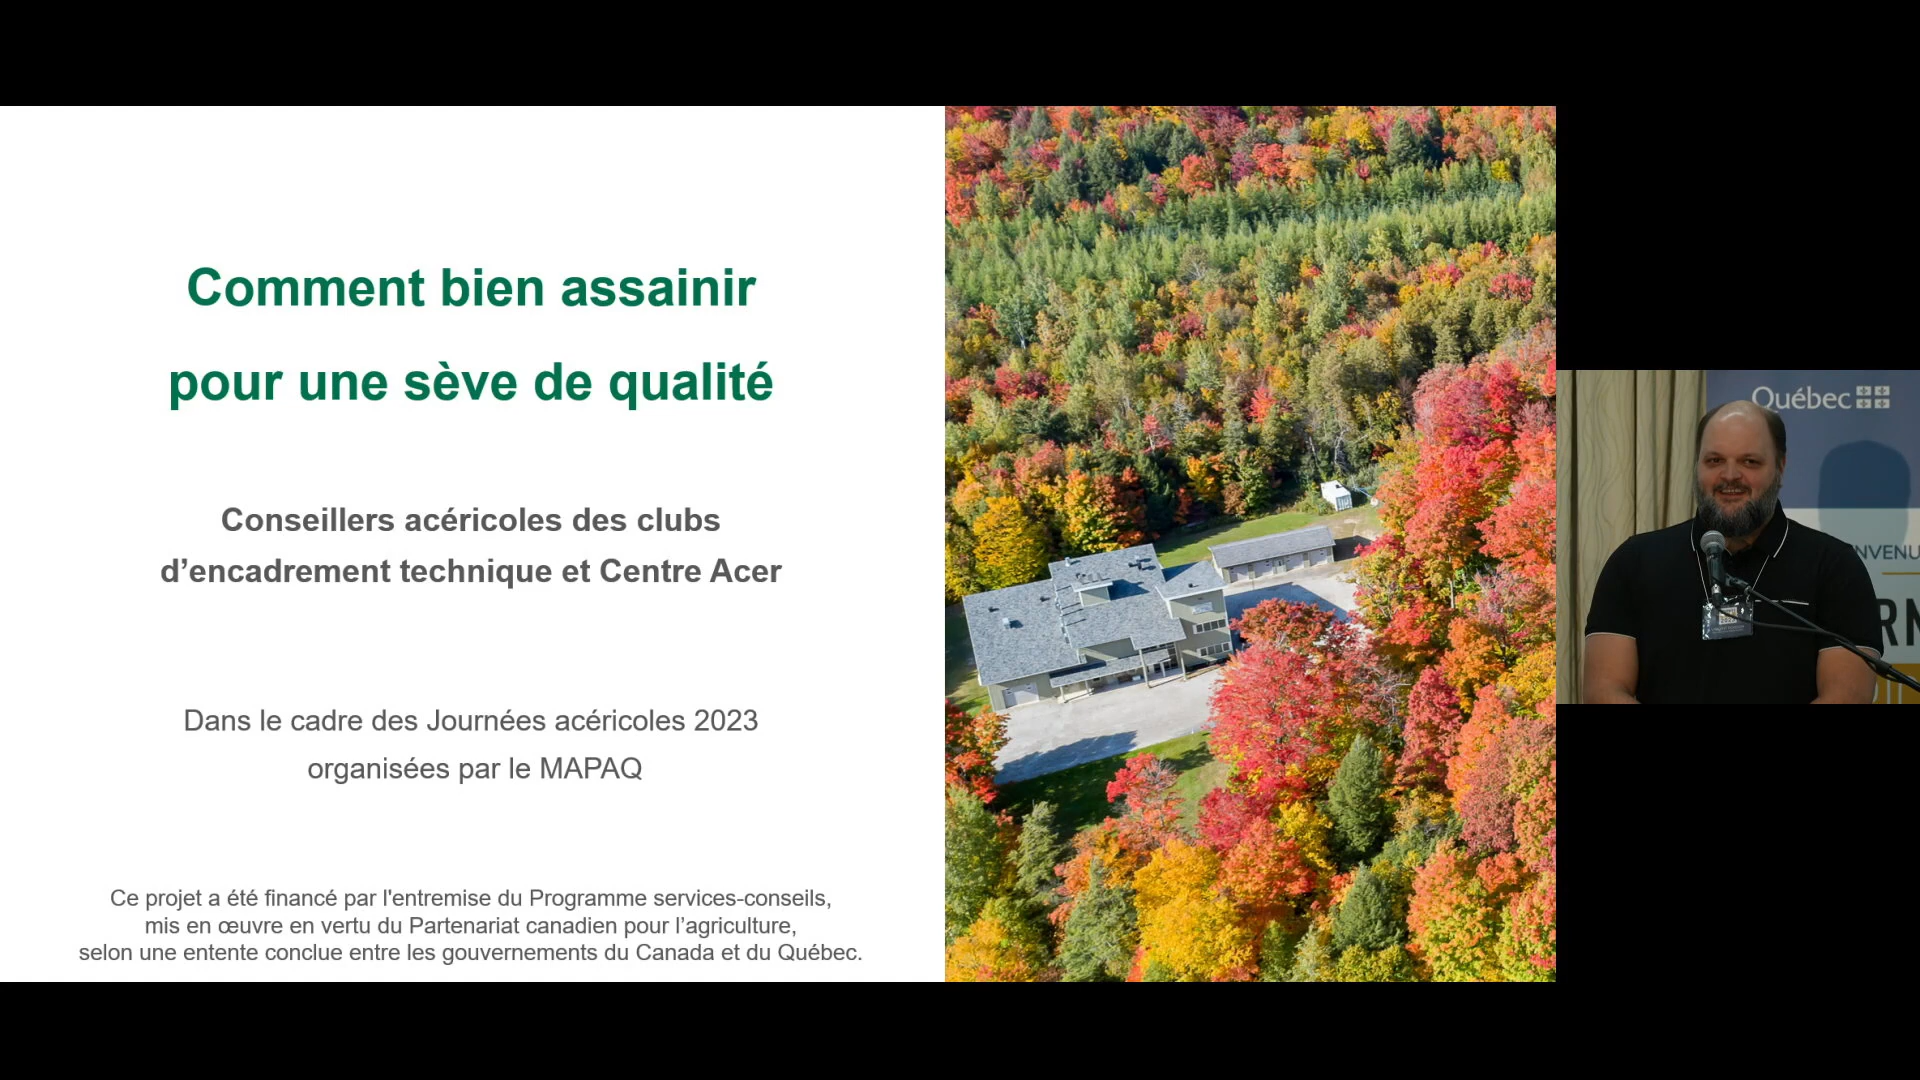 Comment bien assainir
pour une sève de qualité
Conseillers acéricoles des clubs
d’encadrement technique et Centre Acer
Dans le cadre des Journées acéricoles 2023
organisées par le MAPAQ
Ce projet a été financé par l'entremise du Programme services-conseils,
mis en œuvre en vertu du Partenariat canadien pour l’agriculture,
selon une entente conclue entre les gouvernements du Canada et du Québec.
Québec
NVENU
RN